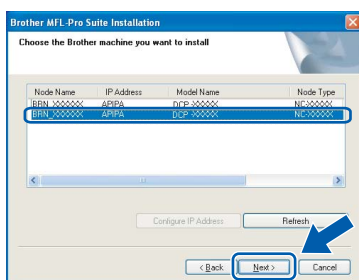 Brother MFL-Pro Suite Installation
Choose the Brother machine you want to install
Node Name IP Address Model Name Node Type
BRN_XXXXXX APIPA DCP-XXXXX NC-XXXXX
BRN_XXXXXX APIPA DCP-XXXXX NC-XXXXX
Configure IP Address Refresh
< Back Next > Cancel